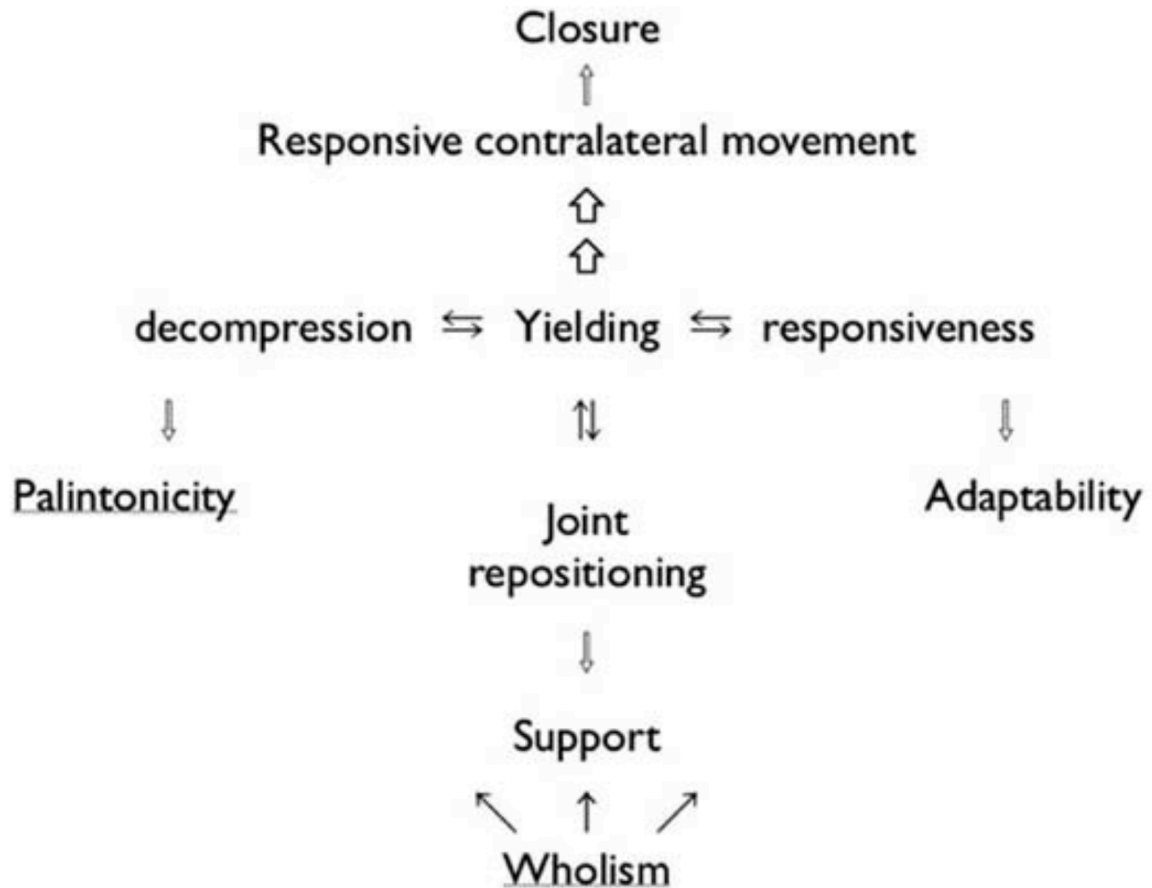 Closure
Responsive contralateral movement
decompression Yielding responsiveness
Palintonicity Adaptability
Joint
repositioning
Support
Wholism